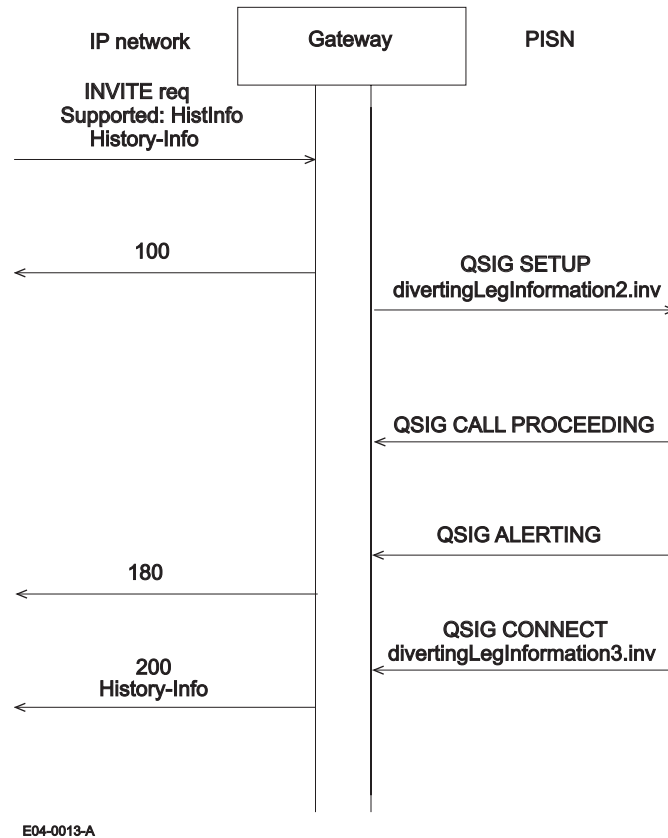 IP network
Gateway
PISN
INVITE req
Supported: HistInfo
History-Info
100
QSIG SETUP
divertingLegInformation2.inv
QSIG CALL PROCEEDING
QSIG ALERTING
180
QSIG CONNECT
divertingLegInformation3.inv
200
History-Info
E04-0013-A